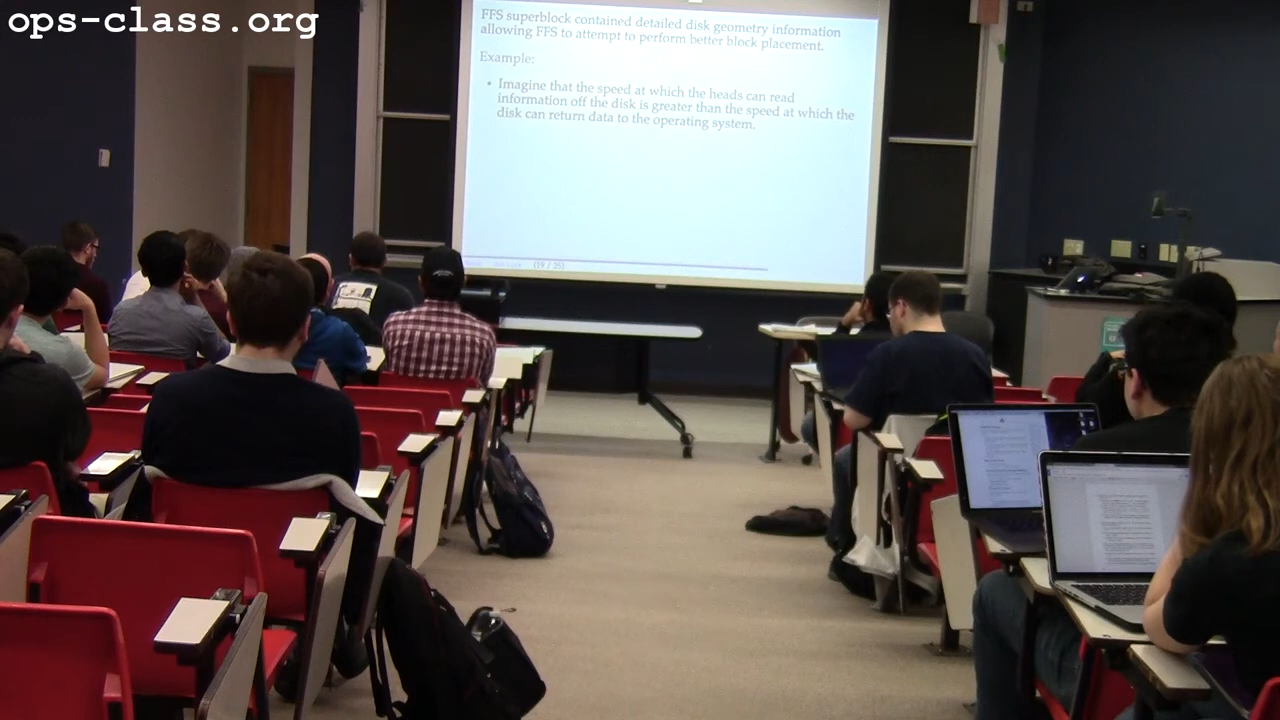 ops-class.org
FFS superblock contained detailed disk geometry information
allowing FFS to attempt to perform better block placement.
Example:
• Imagine that the speed at which the heads can read
information off the disk is greater than the speed at which the
disk can return data to the operating system.
(19 / 35)